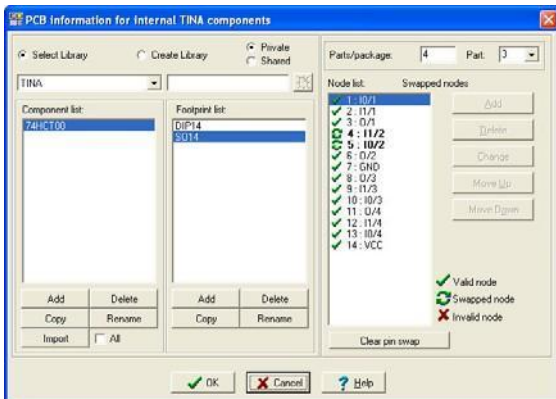 PCB information for internal TINA components
Select Library
Create Library
Private
Shared
TINA
Component list:
74HCT00
Footprint list:
DIP14
SO14
Add
Delete
Copy
Rename
Import
All
Add
Delete
Copy
Rename
Parts/package:
4
Part:
3
Node list:
Swapped nodes
1 : I0/1
2 : I1/1
3 : O/1
4 : I1/2
5 : I0/2
6 : O/2
7 : GND
8 : O/3
9 : I1/3
10 : I0/3
11 : O/4
12 : I1/4
13 : I0/4
14 : VCC
Add
Delete
Change
Move Up
Move Down
Valid node
Swapped node
Invalid node
Clear pin swap
OK
Cancel
Help